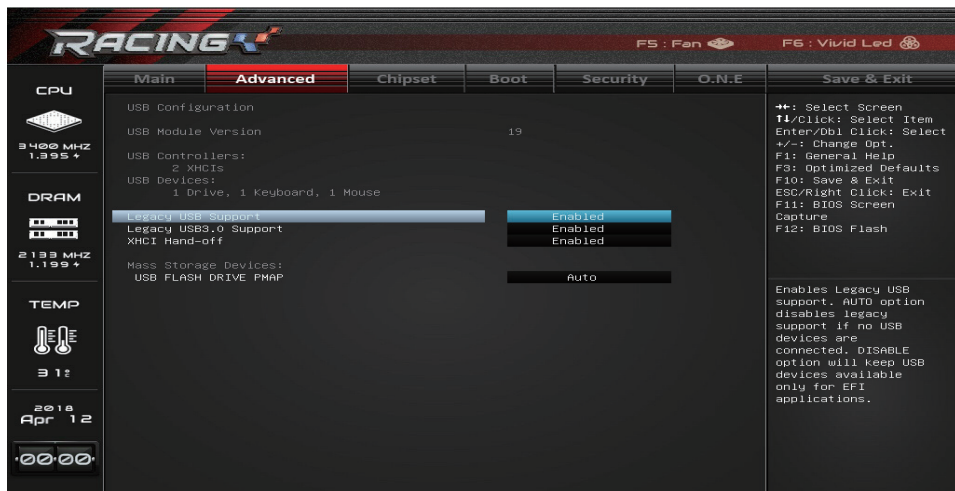 RACING
F5 : Fan
F6 : Vivid Led
Main
Advanced
Chipset
Boot
Security
O.N.E
Save & Exit
CPU
3400 MHZ
1.395 V
DRAM
2133 MHZ
1.199 V
TEMP
31
2018
Apr 12
00:00
USB Configuration
USB Module Version 19
USB Controllers:
2 XHCIs
USB Devices:
1 Drive, 1 Keyboard, 1 Mouse
Legacy USB Support Enabled
Legacy USB3.0 Support Enabled
XHCI Hand-off Enabled
Mass Storage Devices:
USB FLASH DRIVE PMAP Auto
→←: Select Screen
↑↓/Click: Select Item
Enter/Dbl Click: Select
+/-: Change Opt.
F1: General Help
F3: Optimized Defaults
F10: Save & Exit
ESC/Right Click: Exit
F11: BIOS Screen
Capture
F12: BIOS Flash
Enables Legacy USB
support. AUTO option
disables legacy
support if no USB
devices are
connected. DISABLE
option will keep USB
devices available
only for EFI
applications.